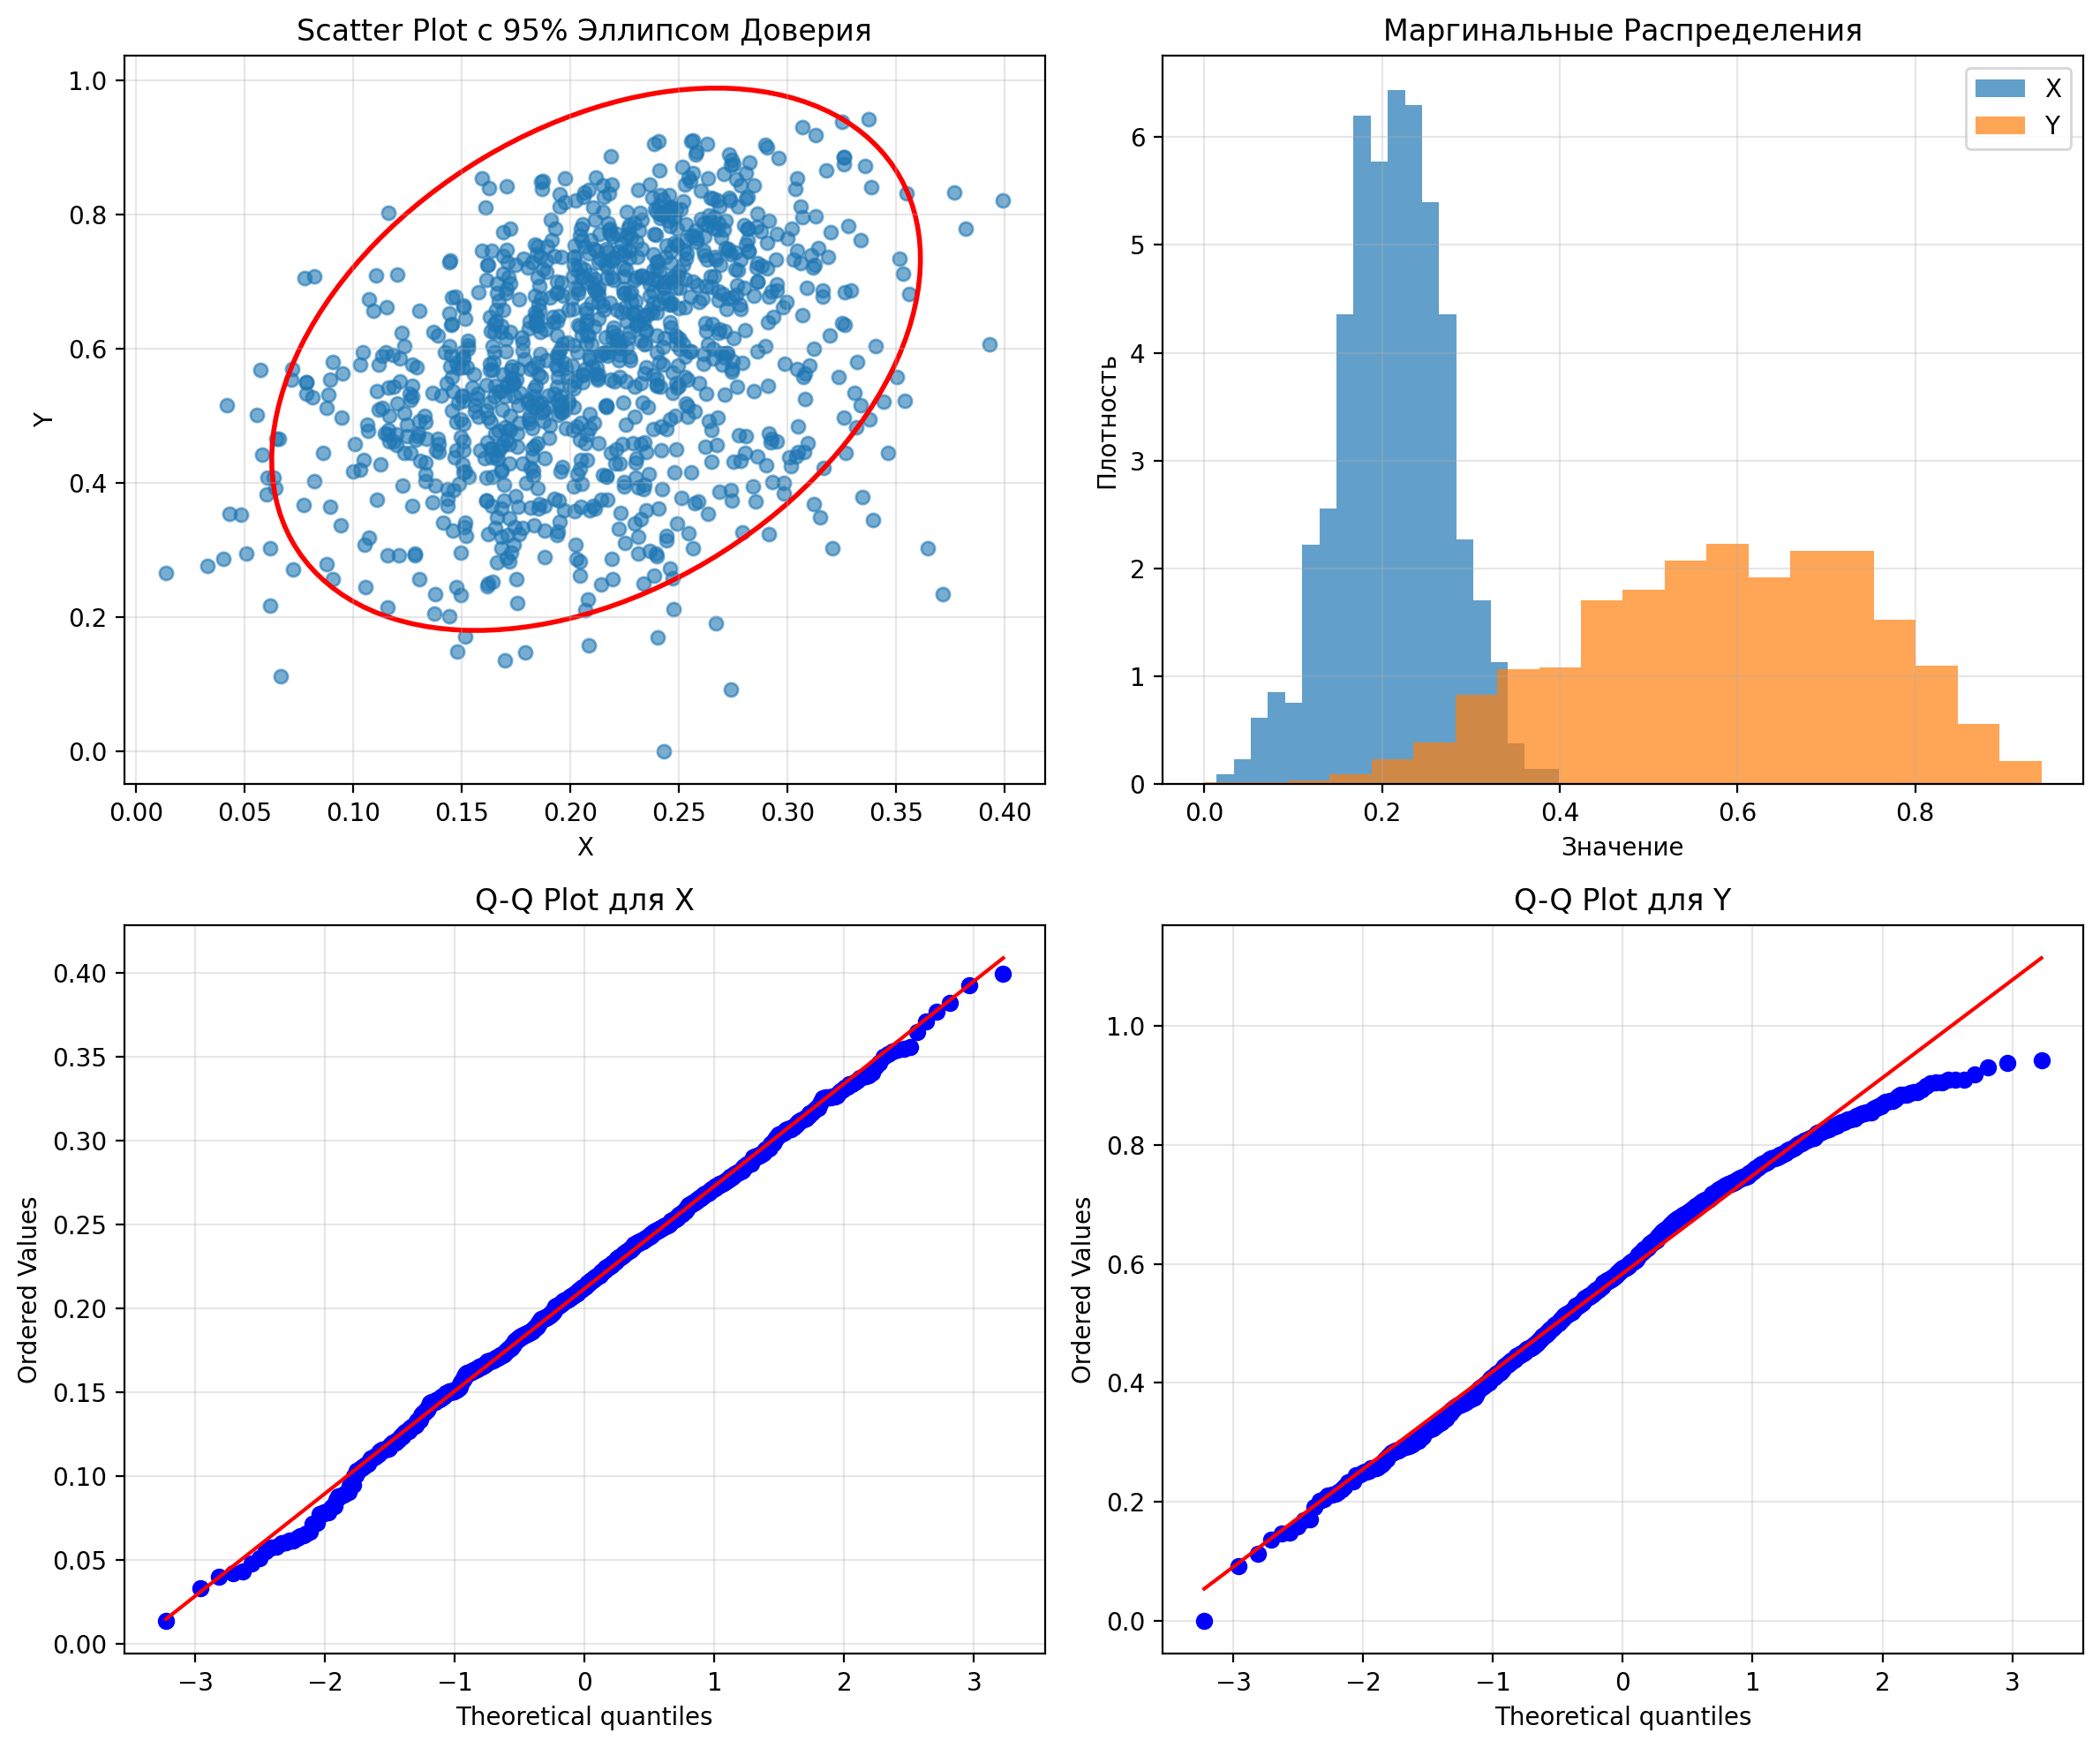 Scatter Plot с 95% Эллипсом Доверия
1.0
0.8
0.6
0.4
0.2
0.0
Y
0.00 0.05 0.10 0.15 0.20 0.25 0.30 0.35 0.40
X
Маргинальные Распределения
X
Y
6
5
4
3
2
1
0
Плотность
0.0 0.2 0.4 0.6 0.8
Значение
Q-Q Plot для X
0.40
0.35
0.30
0.25
0.20
0.15
0.10
0.05
0.00
Ordered Values
−3 −2 −1 0 1 2 3
Theoretical quantiles
Q-Q Plot для Y
1.0
0.8
0.6
0.4
0.2
0.0
Ordered Values
−3 −2 −1 0 1 2 3
Theoretical quantiles